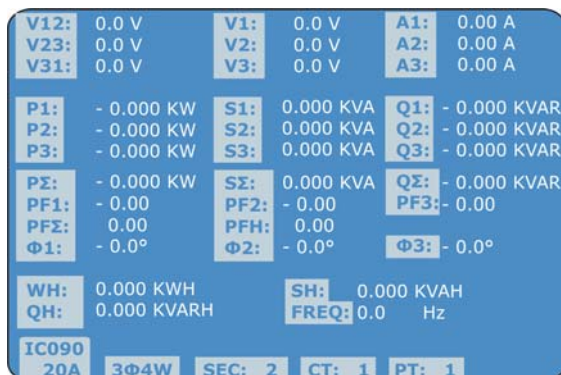 V12: 0.0 V V1: 0.0 V A1: 0.00 A
V23: 0.0 V V2: 0.0 V A2: 0.00 A
V31: 0.0 V V3: 0.0 V A3: 0.00 A
P1: - 0.000 KW S1: 0.000 KVA Q1: - 0.000 KVAR
P2: - 0.000 KW S2: 0.000 KVA Q2: - 0.000 KVAR
P3: - 0.000 KW S3: 0.000 KVA Q3: - 0.000 KVAR
PΣ: - 0.000 KW SΣ: 0.000 KVA QΣ: - 0.000 KVAR
PF1: - 0.00 PF2: - 0.00 PF3: - 0.00
PFΣ: 0.00 PFH: 0.00
Φ1: - 0.0° Φ2: - 0.0° Φ3: - 0.0°
WH: 0.000 KWH SH: 0.000 KVAH
QH: 0.000 KVARH FREQ: 0.0 Hz
IC090
20A 3Φ4W SEC: 2 CT: 1 PT: 1